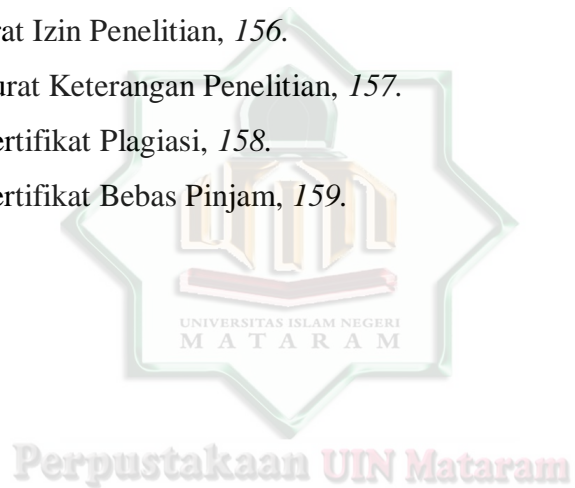 rat Izin Penelitian, 156.
urat Keterangan Penelitian, 157.
ertifikat Plagiasi, 158.
ertifikat Bebas Pinjam, 159.
UNIVERSITAS ISLAM NEGERI
MATARAM
Perpustakaan UIN Mataram